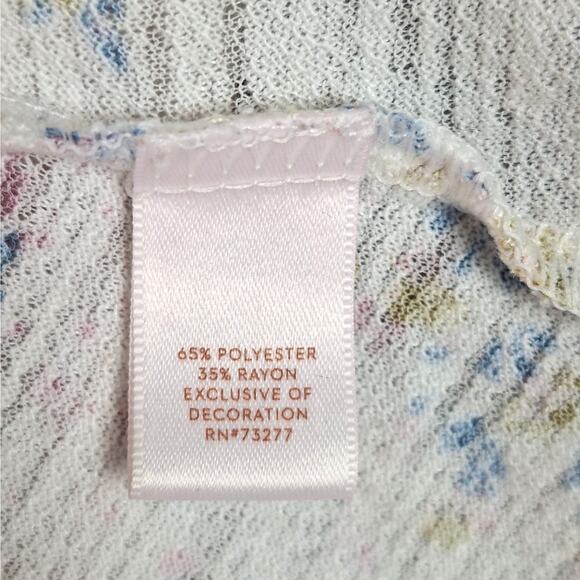 65% POLYESTER
35% RAYON
EXCLUSIVE OF
DECORATION
RN#73277